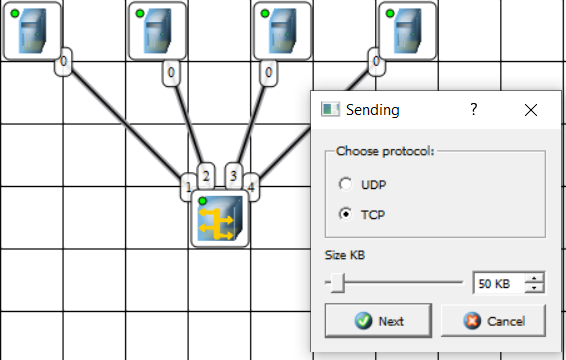 0
0
0
0
1
2
3
4
Sending
?
Choose protocol:
UDP
TCP
Size KB
50 KB
Next
Cancel